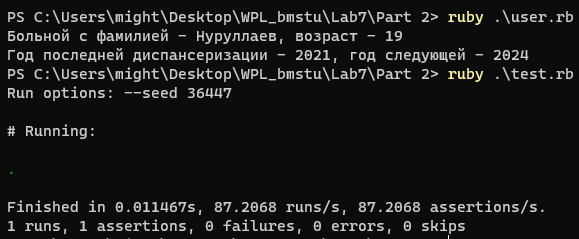 PS C:\Users\might\Desktop\WPL_bmstu\Lab7\Part 2> ruby .\user.rb
Больной с фамилией - Нуруллаев, возраст - 19
Год последней диспансеризации - 2021, год следующей - 2024
PS C:\Users\might\Desktop\WPL_bmstu\Lab7\Part 2> ruby .\test.rb
Run options: --seed 36447
# Running:
.
Finished in 0.011467s, 87.2068 runs/s, 87.2068 assertions/s.
1 runs, 1 assertions, 0 failures, 0 errors, 0 skips